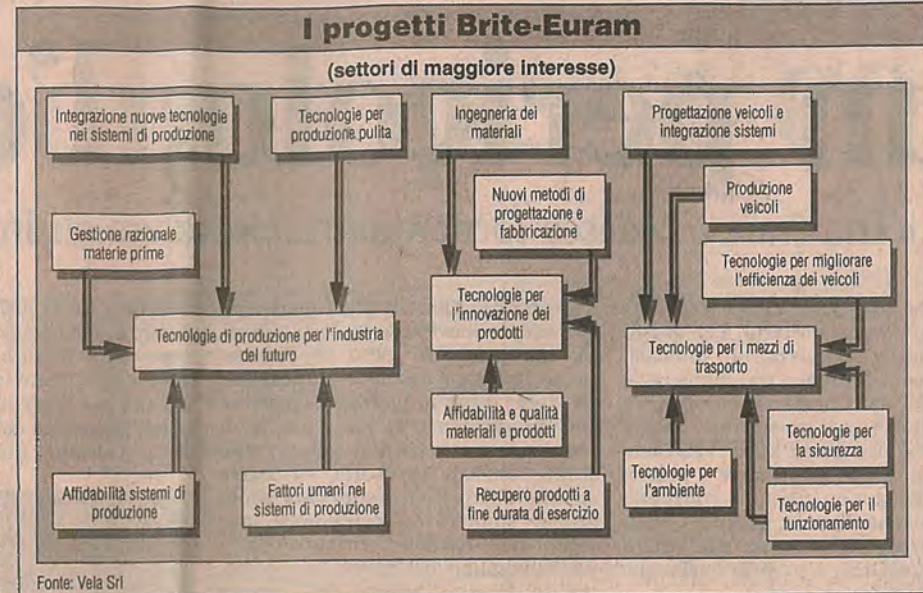 I progetti Brite-Euram
(settori di maggiore interesse)
Integrazione nuove tecnologie
nei sistemi di produzione
Tecnologie per
produzione pulita
Ingegneria dei
materiali
Progettazione veicoli e
integrazione sistemi
Nuovi metodi di
progettazione e
fabbricazione
Produzione
veicoli
Gestione razionale
materie prime
Tecnologie per migliorare
l'efficienza dei veicoli
Tecnologie di produzione per l'industria
del futuro
Tecnologie per
l'innovazione dei
prodotti
Tecnologie per i mezzi di
trasporto
Affidabilità e qualità
materiali e prodotti
Tecnologie per
la sicurezza
Affidabilità sistemi di
produzione
Fattori umani nei
sistemi di produzione
Recupero prodotti a
fine durata di esercizio
Tecnologie per
l'ambiente
Tecnologie per il
funzionamento
Fonte: Vela Srl